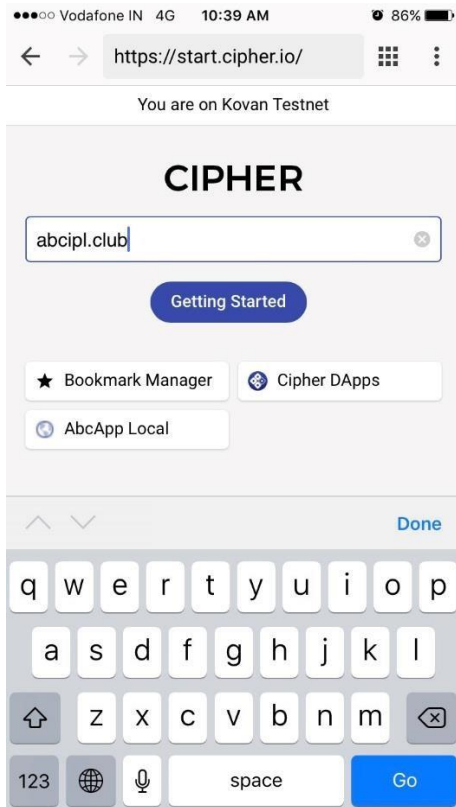 Vodafone IN 4G 10:39 AM 86%
https://start.cipher.io/
You are on Kovan Testnet
CIPHER
abcipl.club
Getting Started
Bookmark Manager Cipher DApps
AbcApp Local
Done
q w e r t y u i o p
a s d f g h j k l
z x c v b n m
123 space Go